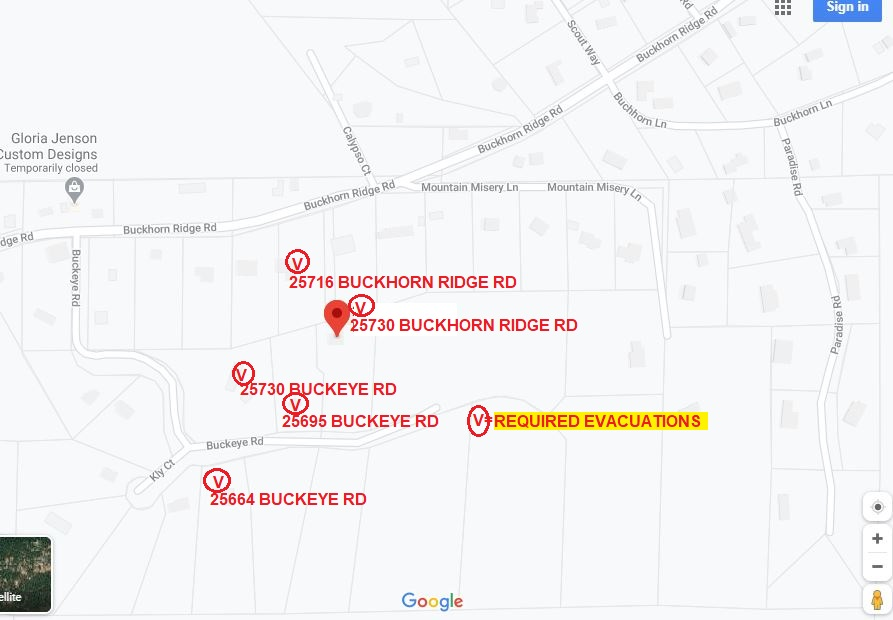 Sign in
Scout Way
Rd
Buckhorn Ridge Rd
Buckhorn Ln
Buckhorn Ln
Buckhorn Ridge Rd
Calypso Ct
Paradise Rd
Gloria Jenson
Custom Designs
Temporarily closed
Buckhorn Ridge Rd
Mountain Misery Ln
Mountain Misery Ln
dge Rd
Buckhorn Ridge Rd
Buckeye Rd
V
25716 BUCKHORN RIDGE RD
V
25730 BUCKHORN RIDGE RD
Paradise Rd
V
25730 BUCKEYE RD
V
25695 BUCKEYE RD
V=REQUIRED EVACUATIONS
Buckeye Rd
Kly Ct
V
25664 BUCKEYE RD
ellite
Google